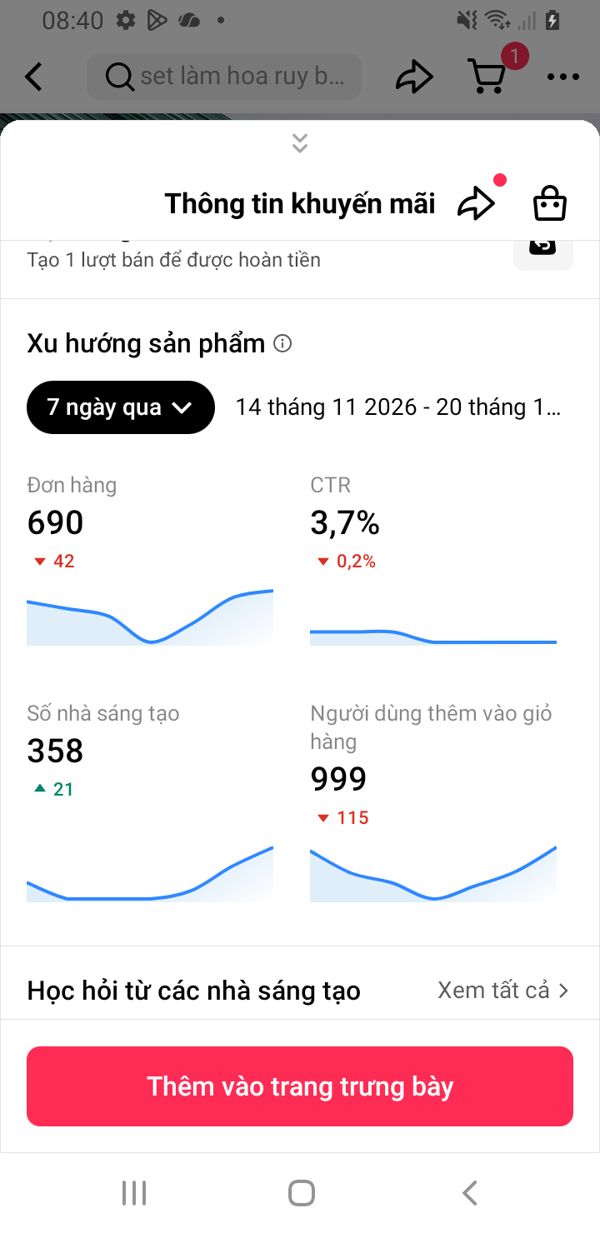 08:40
set làm hoa ruy b...
1
Thông tin khuyến mãi
Tạo 1 lượt bán để được hoàn tiền
Xu hướng sản phẩm
7 ngày qua
14 tháng 11 2026 - 20 tháng 1...
Đơn hàng
690
42
CTR
3,7%
0,2%
Số nhà sáng tạo
358
21
Người dùng thêm vào giỏ
hàng
999
115
Học hỏi từ các nhà sáng tạo
Xem tất cả
Thêm vào trang trưng bày